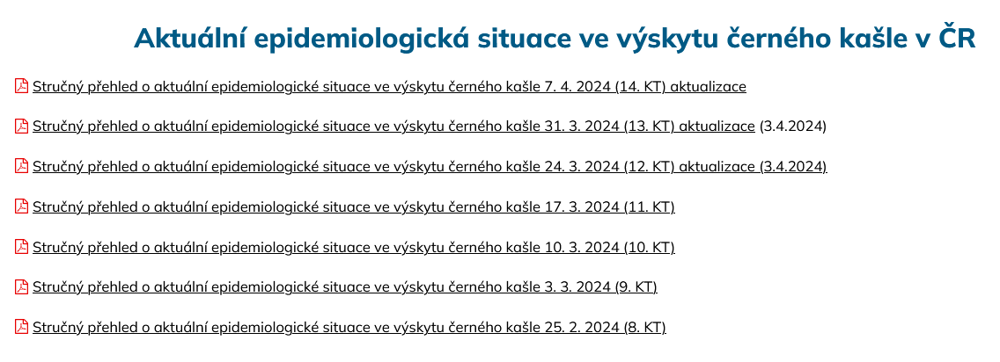 Aktuální epidemiologická situace ve výskytu černého kašle v ČR
Stručný přehled o aktuální epidemiologické situace ve výskytu černého kašle 7. 4. 2024 (14. KT) aktualizace
Stručný přehled o aktuální epidemiologické situace ve výskytu černého kašle 31. 3. 2024 (13. KT) aktualizace (3.4.2024)
Stručný přehled o aktuální epidemiologické situace ve výskytu černého kašle 24. 3. 2024 (12. KT) aktualizace (3.4.2024)
Stručný přehled o aktuální epidemiologické situace ve výskytu černého kašle 17. 3. 2024 (11. KT)
Stručný přehled o aktuální epidemiologické situace ve výskytu černého kašle 10. 3. 2024 (10. KT)
Stručný přehled o aktuální epidemiologické situace ve výskytu černého kašle 3. 3. 2024 (9. KT)
Stručný přehled o aktuální epidemiologické situace ve výskytu černého kašle 25. 2. 2024 (8. KT)